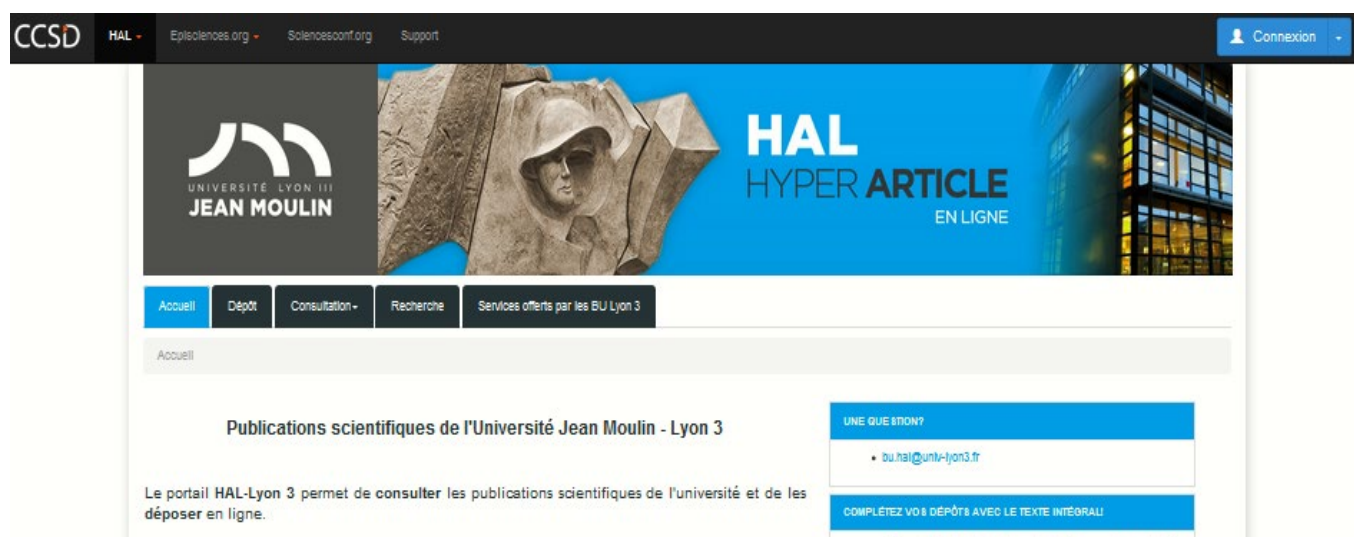 CCSD HAL Episciences.org Sciencesconf.org Support Connexion
UNIVERSITÉ LYON III
JEAN MOULIN
HAL
HYPER ARTICLE
EN LIGNE
Accueil Dépôt Consultation Recherche Services offerts par les BU Lyon 3
Accueil
Publications scientifiques de l'Université Jean Moulin - Lyon 3
Le portail HAL-Lyon 3 permet de consulter les publications scientifiques de l'université et de les
déposer en ligne.
UNE QUESTION?
• bu.hal@univ-lyon3.fr
COMPLÉTEZ VOS DÉPÔTS AVEC LE TEXTE INTÉGRAL!